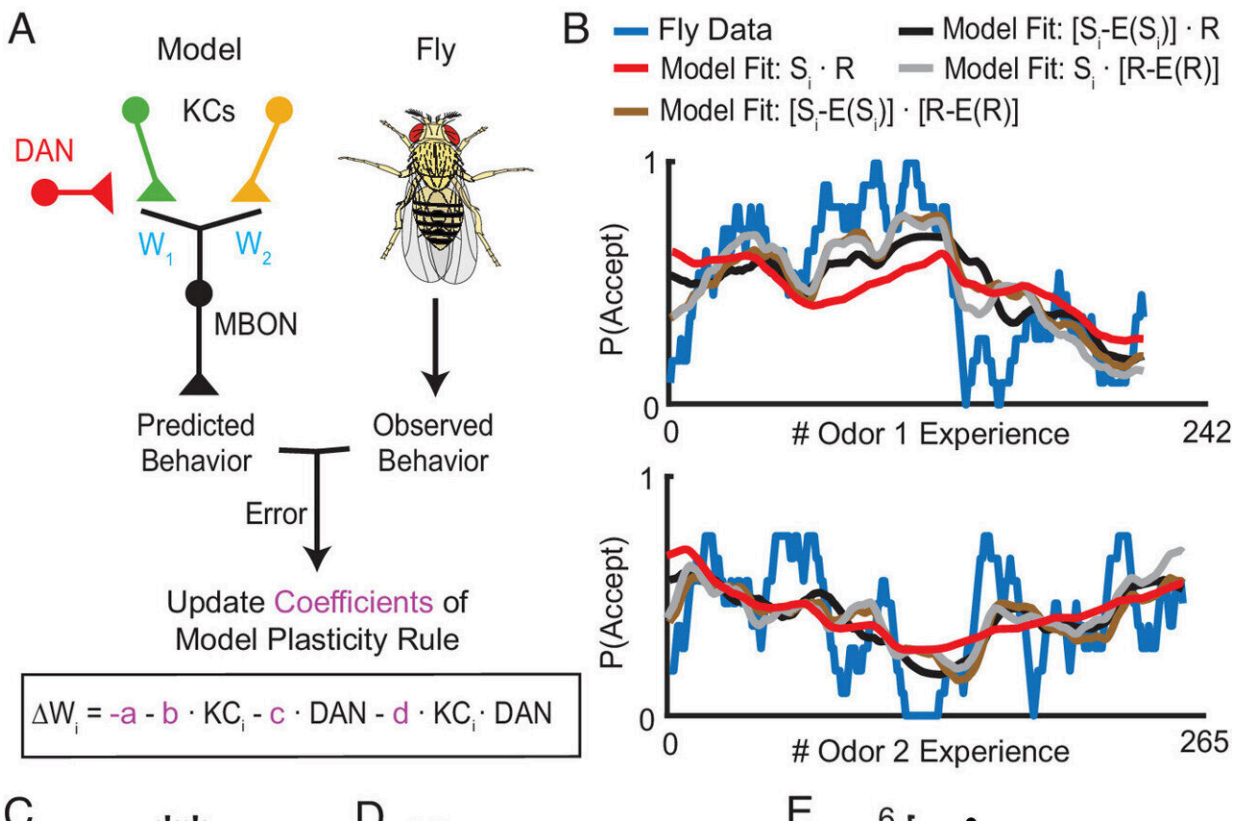 A
Model
Fly
KCs
DAN
W1
W2
MBON
Predicted
Behavior
Observed
Behavior
Error
Update Coefficients of
Model Plasticity Rule
ΔWi = -a - b · KCi - c · DAN - d · KCi · DAN
B
Fly Data
Model Fit: [Si-E(Si)] · R
Model Fit: Si · R
Model Fit: Si · [R-E(R)]
Model Fit: [Si-E(Si)] · [R-E(R)]
1
P(Accept)
0
0
# Odor 1 Experience
242
1
P(Accept)
0
0
# Odor 2 Experience
265
C
D
E
6